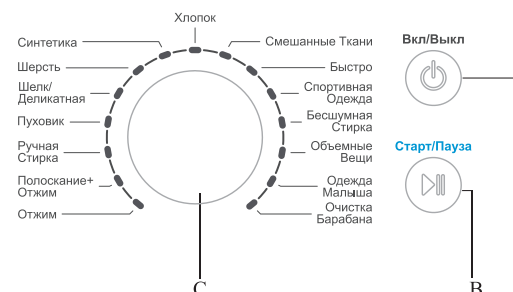 Хлопок
Синтетика
Смешанные Ткани
Вкл/Выкл
Шерсть
Быстро
Шелк/
Деликатная
Спортивная
Одежда
Пуховик
Бесшумная
Стирка
Ручная
Стирка
Объемные
Вещи
Старт/Пауза
Полоскание+
Отжим
Одежда
Малыша
Отжим
Очистка
Барабана
C
B